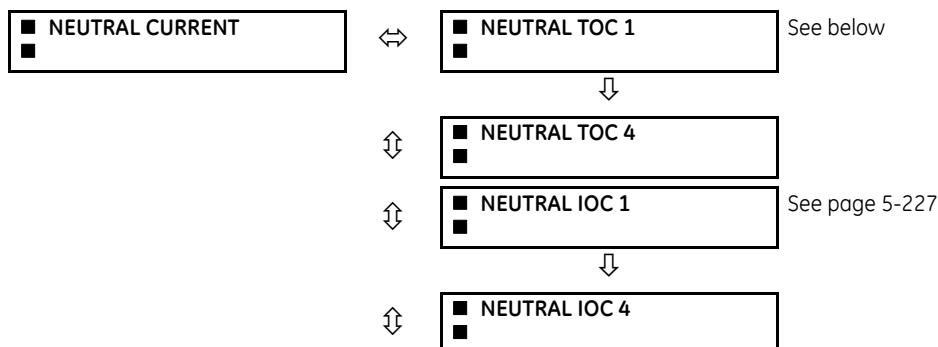 ■ NEUTRAL CURRENT
■
■ NEUTRAL TOC 1
■
See below
■ NEUTRAL TOC 4
■
■ NEUTRAL IOC 1
■
See page 5-227
■ NEUTRAL IOC 4
■